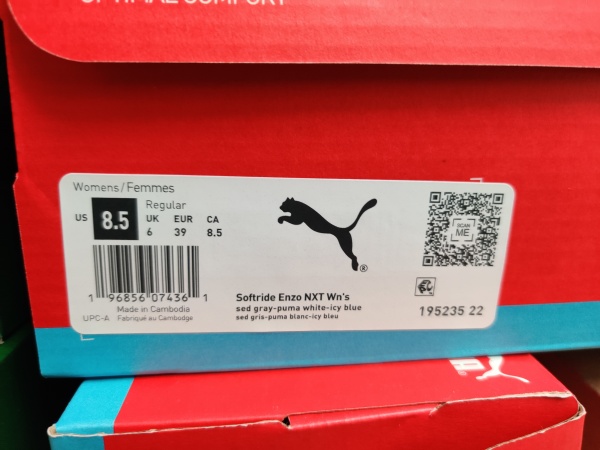 OPTIMAL COMFORT
Womens/Femmes
Regular
US 8.5 UK EUR CA
6 39 8.5
SCAN
ME
1 96856 07436 1
Made in Cambodia
UPC-A Fabriqué au Cambodge
®
Softride Enzo NXT Wn's
sed gray-puma white-icy blue
sed gris-puma blanc-icy bleu
195235 22